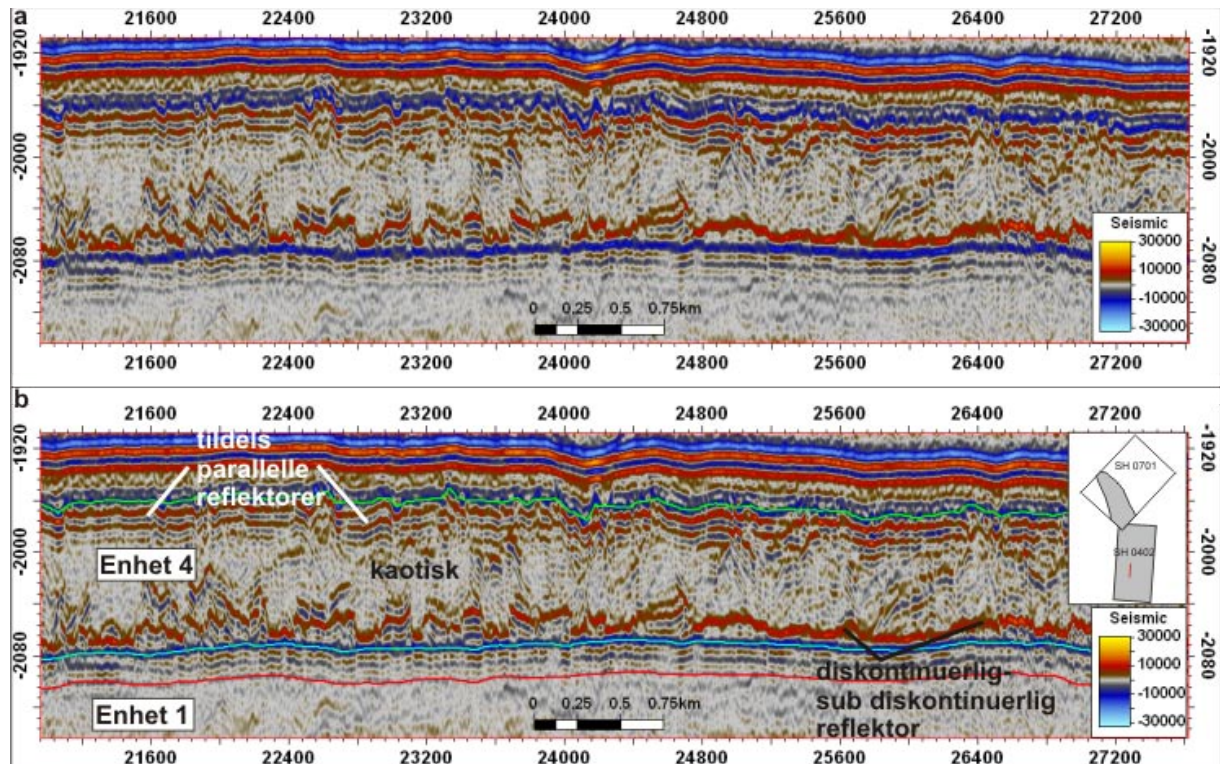 a
21600 22400 23200 24000 24800 25600 26400 27200
-1920 -1920
-2000 -2000
-2080 -2080
Seismic
30000
10000
-10000
-30000
0 0.25 0.5 0.75km
21600 22400 23200 24000 24800 25600 26400 27200
b
21600 22400 23200 24000 24800 25600 26400 27200
-1920 -1920
tildels
parallelle
reflektorer
SH 0701
Enhet 4
kaotisk
-2000 -2000
SH 0402
Seismic
30000
10000
-10000
-30000
-2080 -2080
diskontinuerlig-
sub diskontinuerlig
reflektor
Enhet 1
0 0.25 0.5 0.75km
21600 22400 23200 24000 24800 25600 26400 27200